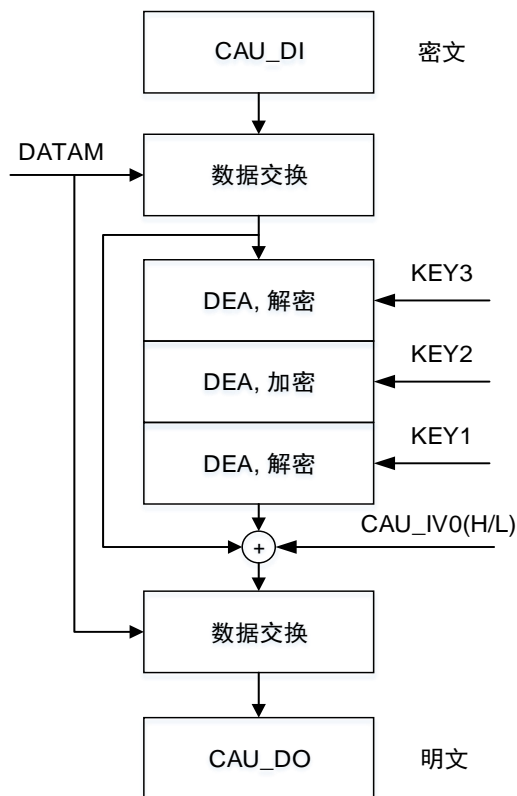 CAU_DI
密文
DATAM
数据交换
KEY3
DEA, 解密
KEY2
DEA, 加密
KEY1
DEA, 解密
CAU_IV0(H/L)
+
数据交换
CAU_DO
明文